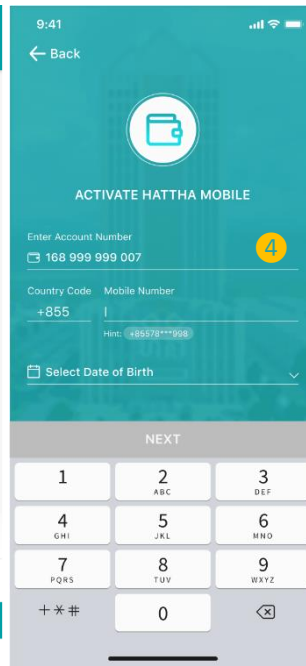 9:41
← Back
ACTIVATE HATTHA MOBILE
Enter Account Number
168 999 999 007
4
Country Code Mobile Number
+855
Hint: +85578***998
Select Date of Birth
NEXT
1 2 3
ABC DEF
4 5 6
GHI JKL MNO
7 8 9
PQRS TUV WXYZ
+*# 0